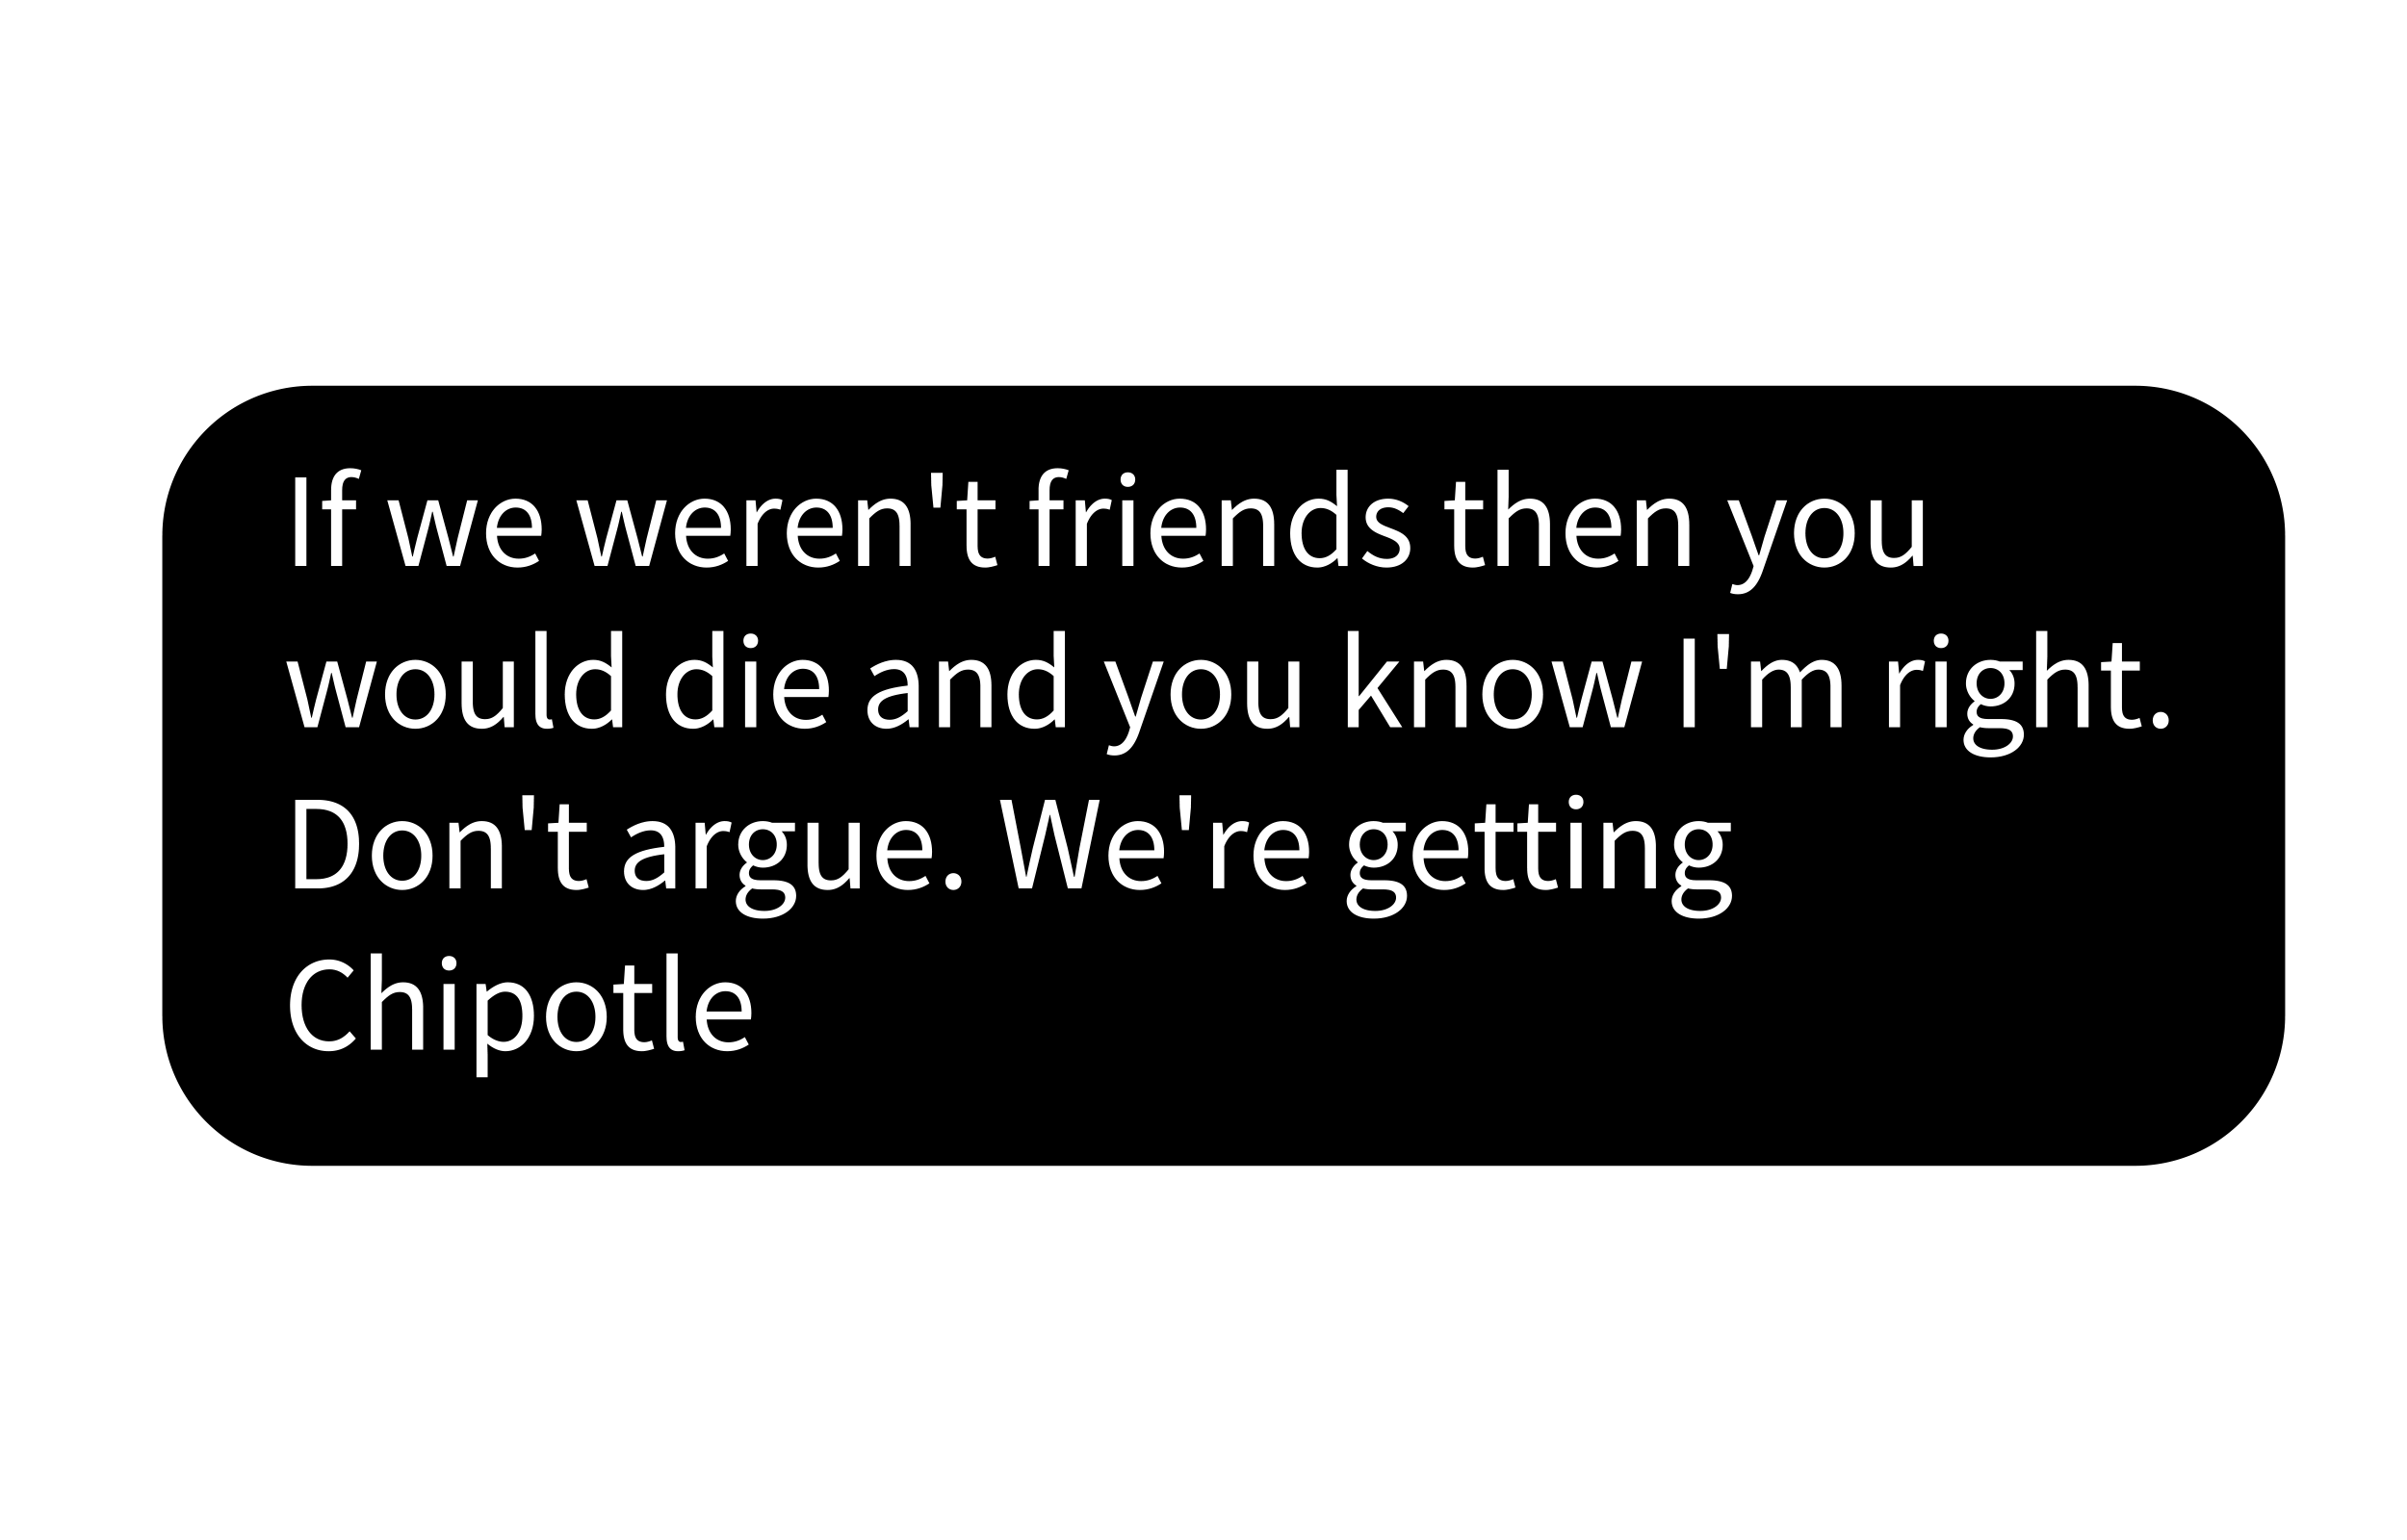 If we weren't friends then you
would die and you know I'm right.
Don't argue. We're getting
Chipotle